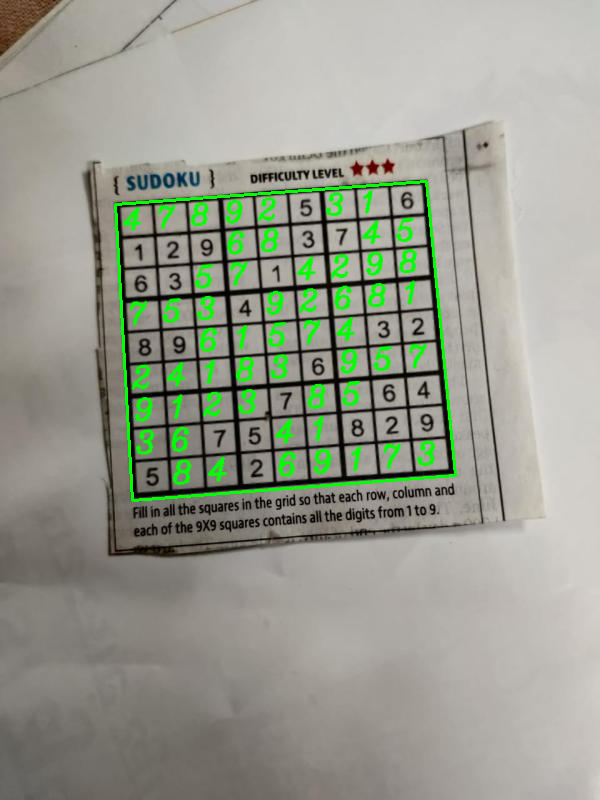 { SUDOKU } DIFFICULTY LEVEL ★★★
4 7 8 9 2 5 3 1 6
1 2 9 6 8 3 7 4 5
6 3 5 7 1 4 2 9 8
7 5 3 4 9 2 6 8 1
8 9 6 1 5 7 4 3 2
2 4 1 8 3 6 9 5 7
9 1 2 3 7 8 5 6 4
3 6 7 5 4 1 8 2 9
5 8 4 2 6 9 1 7 3
Fill in all the squares in the grid so that each row, column and
each of the 9X9 squares contains all the digits from 1 to 9.